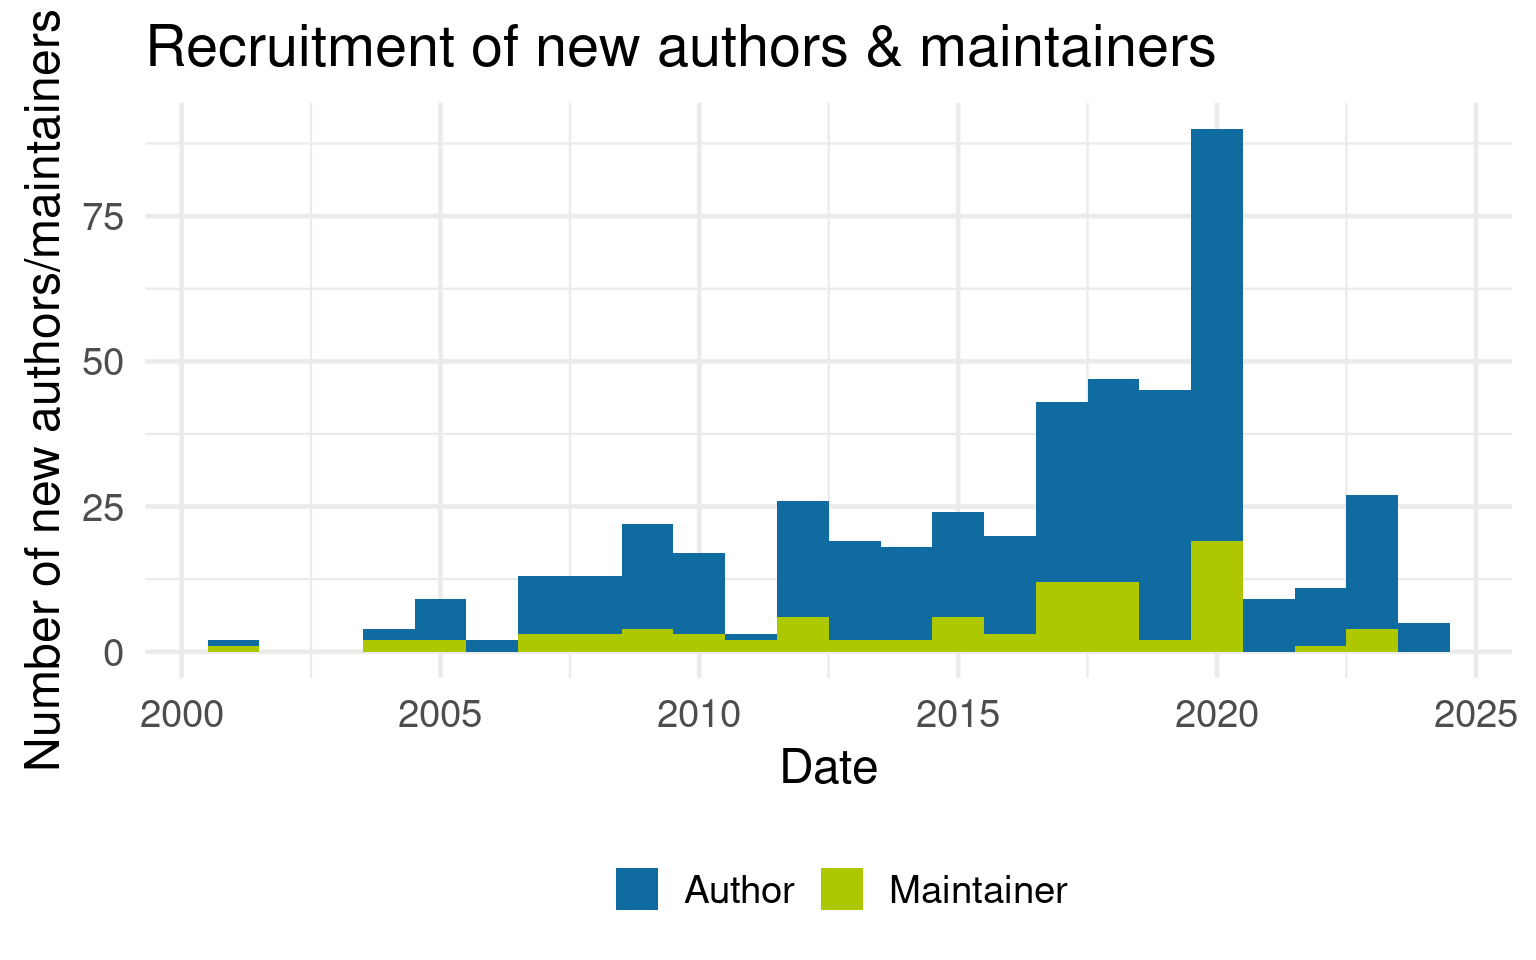 Recruitment of new authors & maintainers
Number of new authors/maintainers
75
50
25
0
2000 2005 2010 2015 2020 2025
Date
Author Maintainer